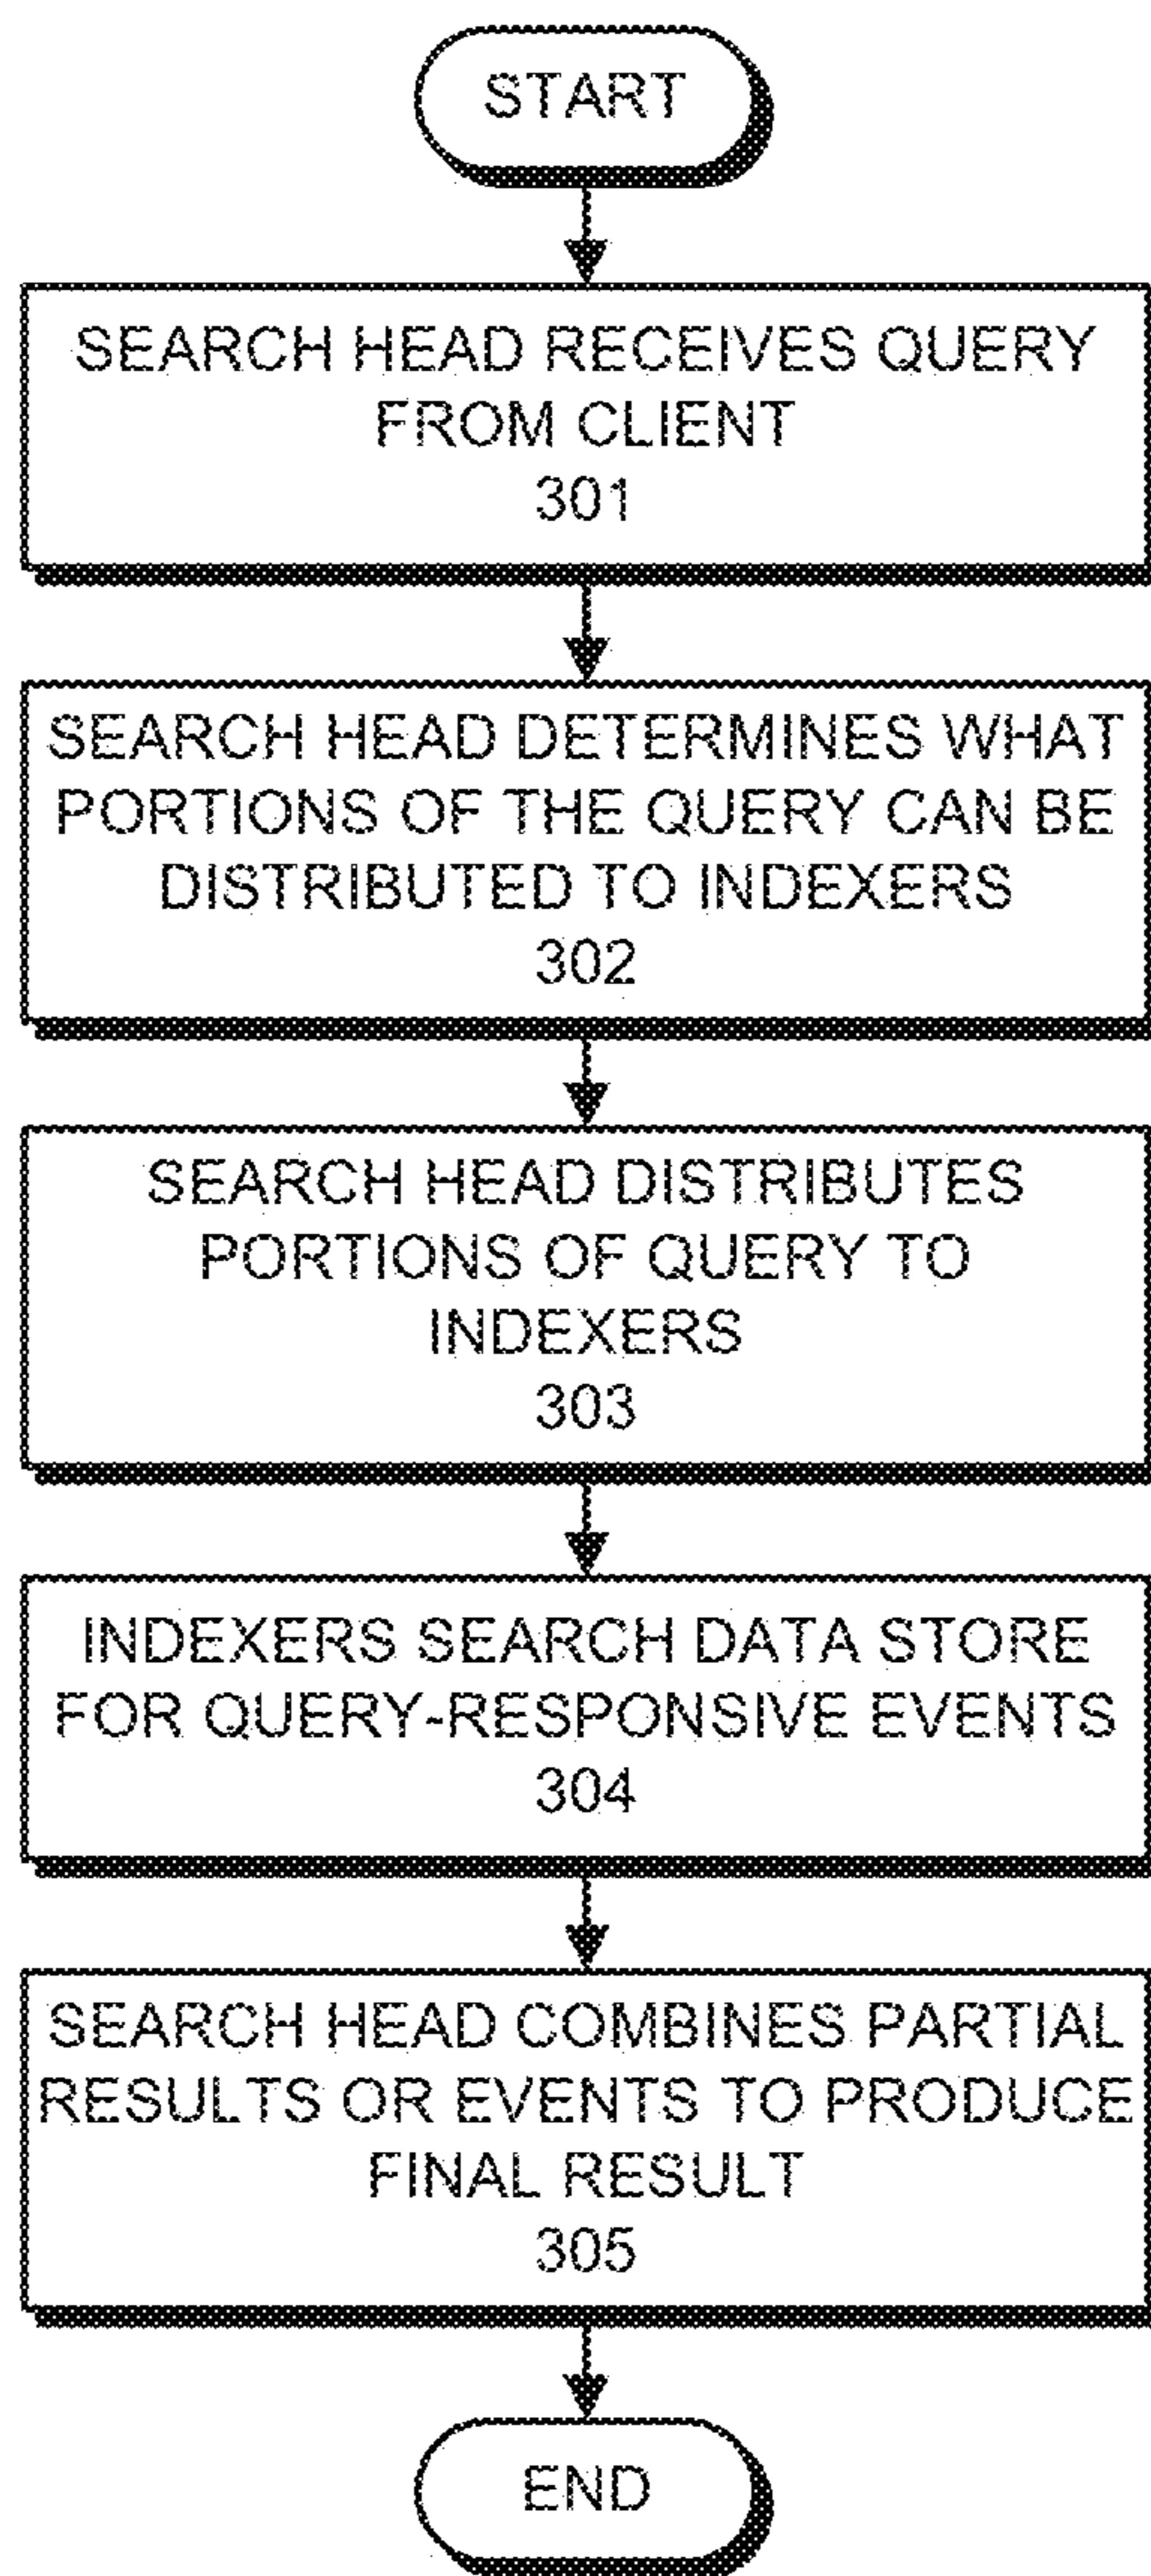 START
SEARCH HEAD RECEIVES QUERY
FROM CLIENT
301
SEARCH HEAD DETERMINES WHAT
PORTIONS OF THE QUERY CAN BE
DISTRIBUTED TO INDEXERS
302
SEARCH HEAD DISTRIBUTES
PORTIONS OF QUERY TO
INDEXERS
303
INDEXERS SEARCH DATA STORE
FOR QUERY-RESPONSIVE EVENTS
304
SEARCH HEAD COMBINES PARTIAL
RESULTS OR EVENTS TO PRODUCE
FINAL RESULT
305
END